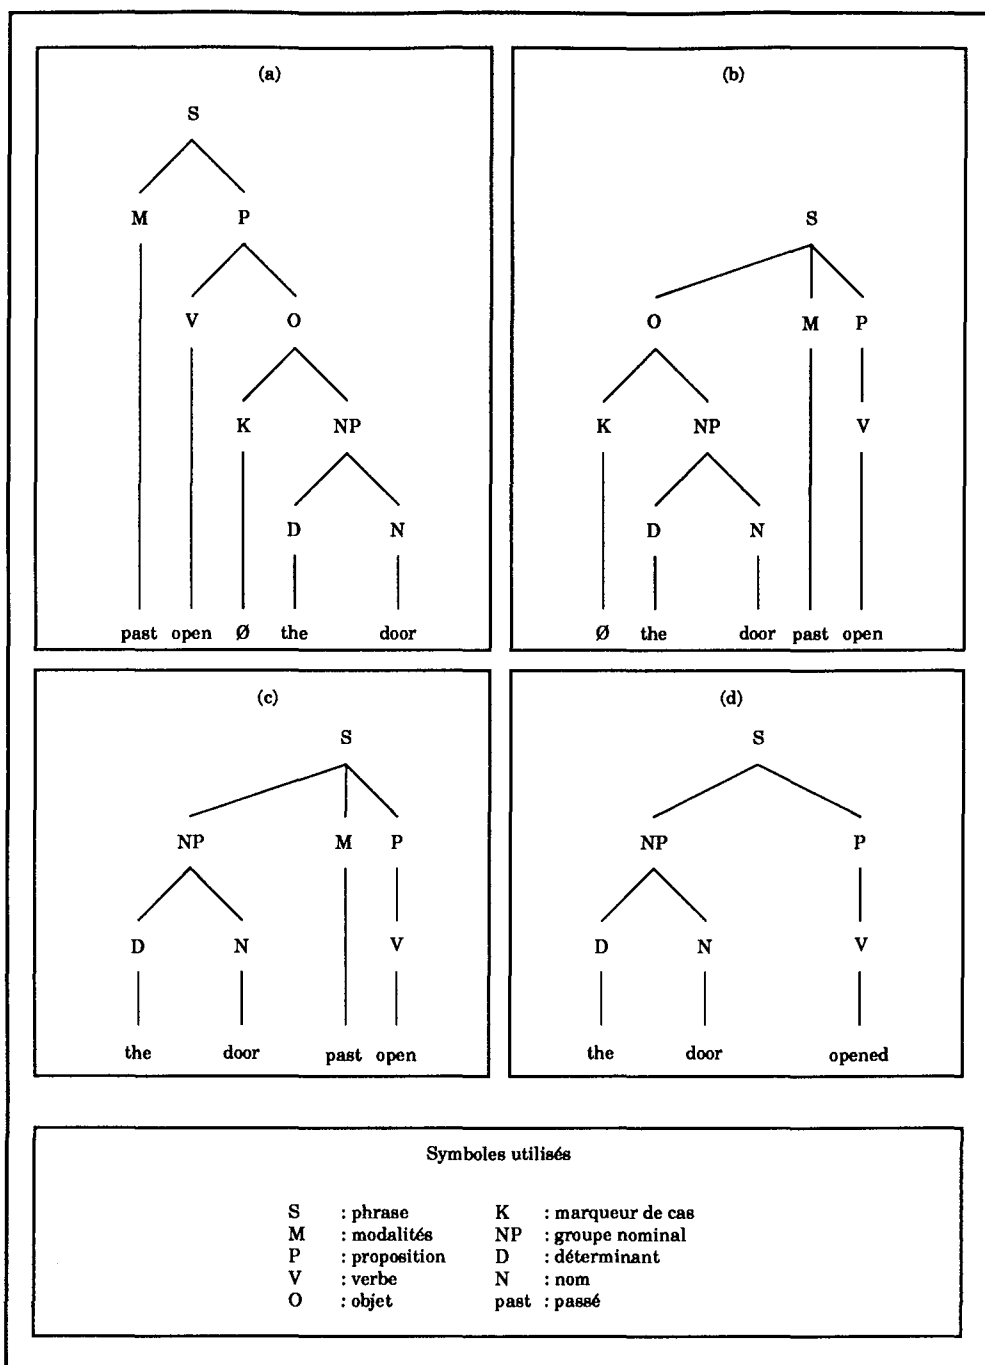 (a)
S
M P
V O
K NP
D N
past open Ø the door
(b)
S
O M P
K NP V
D N
Ø the door past open
(c)
S
NP M P
D N V
the door past open
(d)
S
NP P
D N V
the door opened
Symboles utilisés
S : phrase K : marqueur de cas
M : modalités NP : groupe nominal
P : proposition D : déterminant
V : verbe N : nom
O : objet past : passé